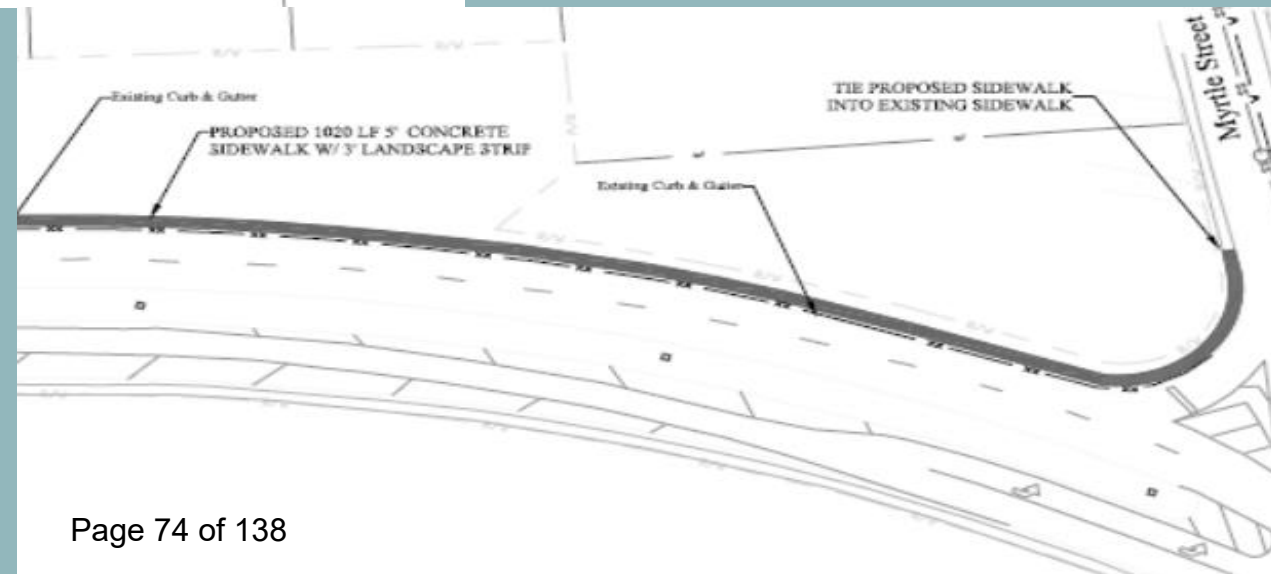 Existing Curb & Gutter
PROPOSED 1020 LF 5' CONCRETE
SIDEWALK W/ 3' LANDSCAPE STRIP
Existing Curb & Gutter
TIE PROPOSED SIDEWALK
INTO EXISTING SIDEWALK
Myrtle Street
Page 74 of 138